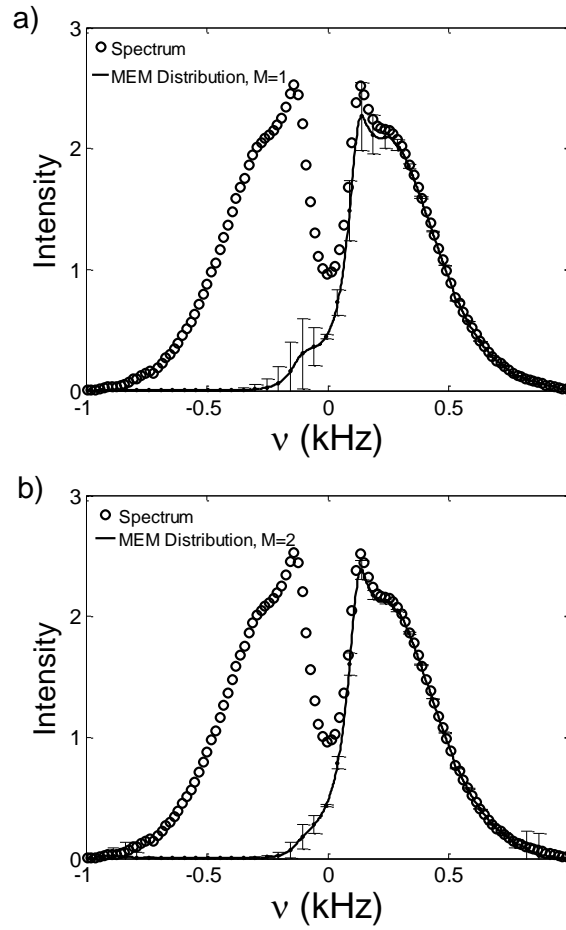 a)
3
Spectrum
MEM Distribution, M=1
2
Intensity
1
0
-1
-0.5
0
0.5
ν (kHz)
b)
3
Spectrum
MEM Distribution, M=2
2
Intensity
1
0
-1
-0.5
0
0.5
ν (kHz)